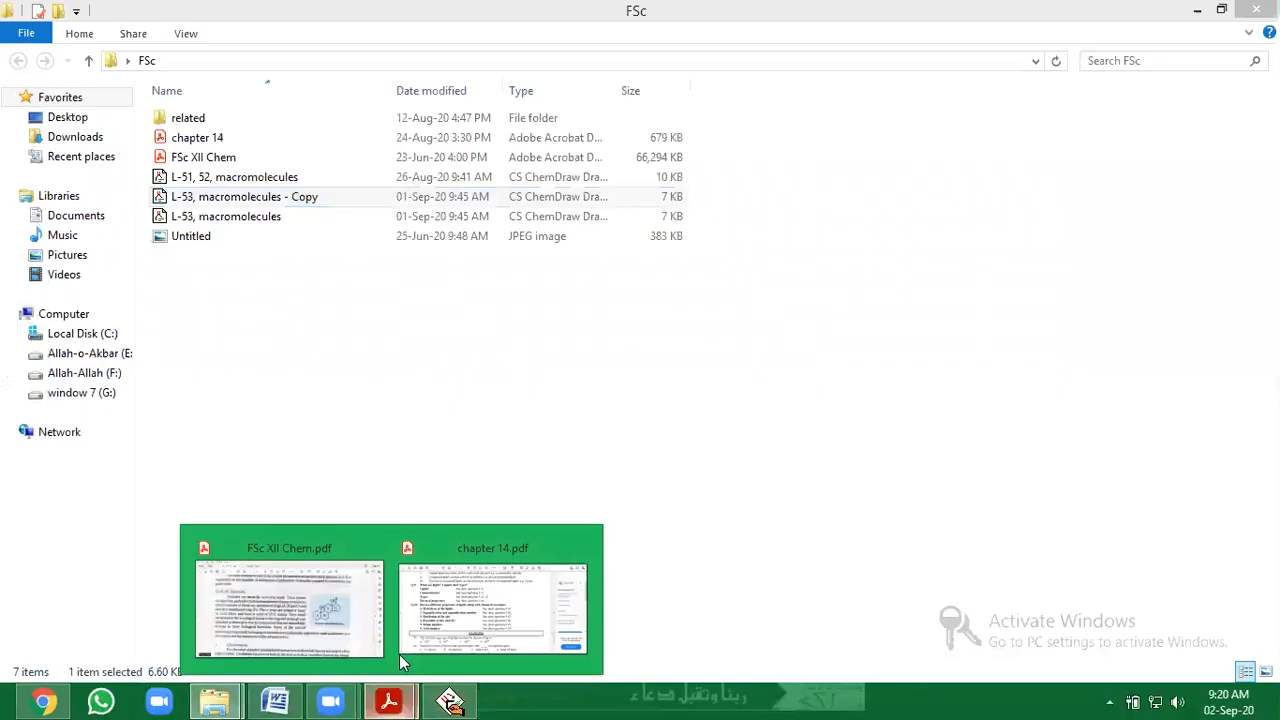 FSc
File Home Share View
FSc
Search FSc
Name Date modified Type Size
Favorites
Desktop
Downloads
Recent places
Libraries
Documents
Music
Pictures
Videos
Computer
Local Disk (C:)
Allah-o-Akbar (E:
Allah-Allah (F:)
window 7 (G:)
Network
related 12-Aug-20 4:47 PM File folder
chapter 14 24-Aug-20 3:30 PM Adobe Acrobat D... 679 KB
FSc XII Chem 23-Jun-20 4:00 PM Adobe Acrobat D... 66,294 KB
L-51, 52, macromolecules 26-Aug-20 9:41 AM CS ChemDraw Dra... 10 KB
L-53, macromolecules - Copy 01-Sep-20 9:45 AM CS ChemDraw Dra... 7 KB
L-53, macromolecules 01-Sep-20 9:45 AM CS ChemDraw Dra... 7 KB
Untitled 25-Jun-20 9:48 AM JPEG image 383 KB
FSc XII Chem.pdf chapter 14.pdf
Activate Windows
Go to PC settings to activate Windows.
7 items 1 item selected 6.60 KB
ربنا وتقبل دعاء
9:20 AM
02-Sep-20